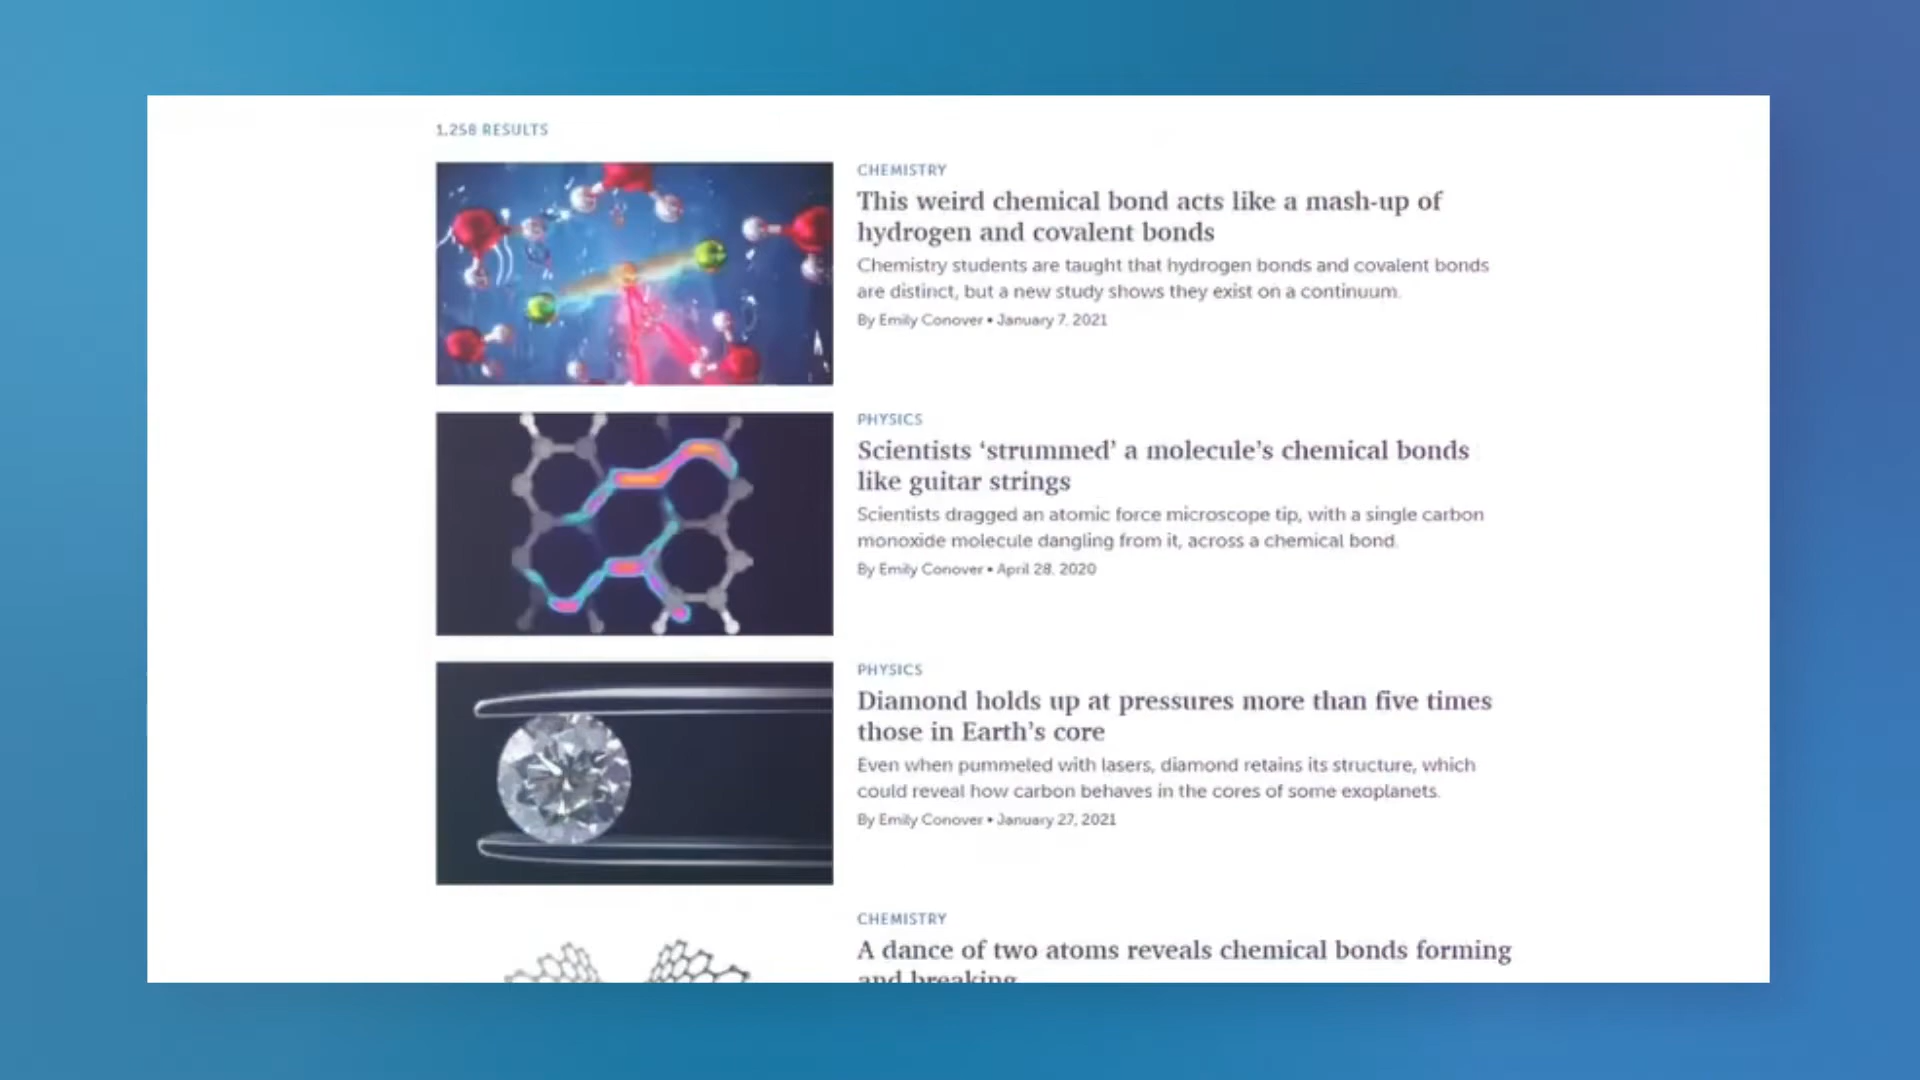 1,258 RESULTS
CHEMISTRY
This weird chemical bond acts like a mash-up of
hydrogen and covalent bonds
Chemistry students are taught that hydrogen bonds and covalent bonds
are distinct, but a new study shows they exist on a continuum.
By Emily Conover • January 7, 2021
PHYSICS
Scientists ‘strummed’ a molecule’s chemical bonds
like guitar strings
Scientists dragged an atomic force microscope tip, with a single carbon
monoxide molecule dangling from it, across a chemical bond.
By Emily Conover • April 28, 2020
PHYSICS
Diamond holds up at pressures more than five times
those in Earth’s core
Even when pummeled with lasers, diamond retains its structure, which
could reveal how carbon behaves in the cores of some exoplanets.
By Emily Conover • January 27, 2021
CHEMISTRY
A dance of two atoms reveals chemical bonds forming
and breaking